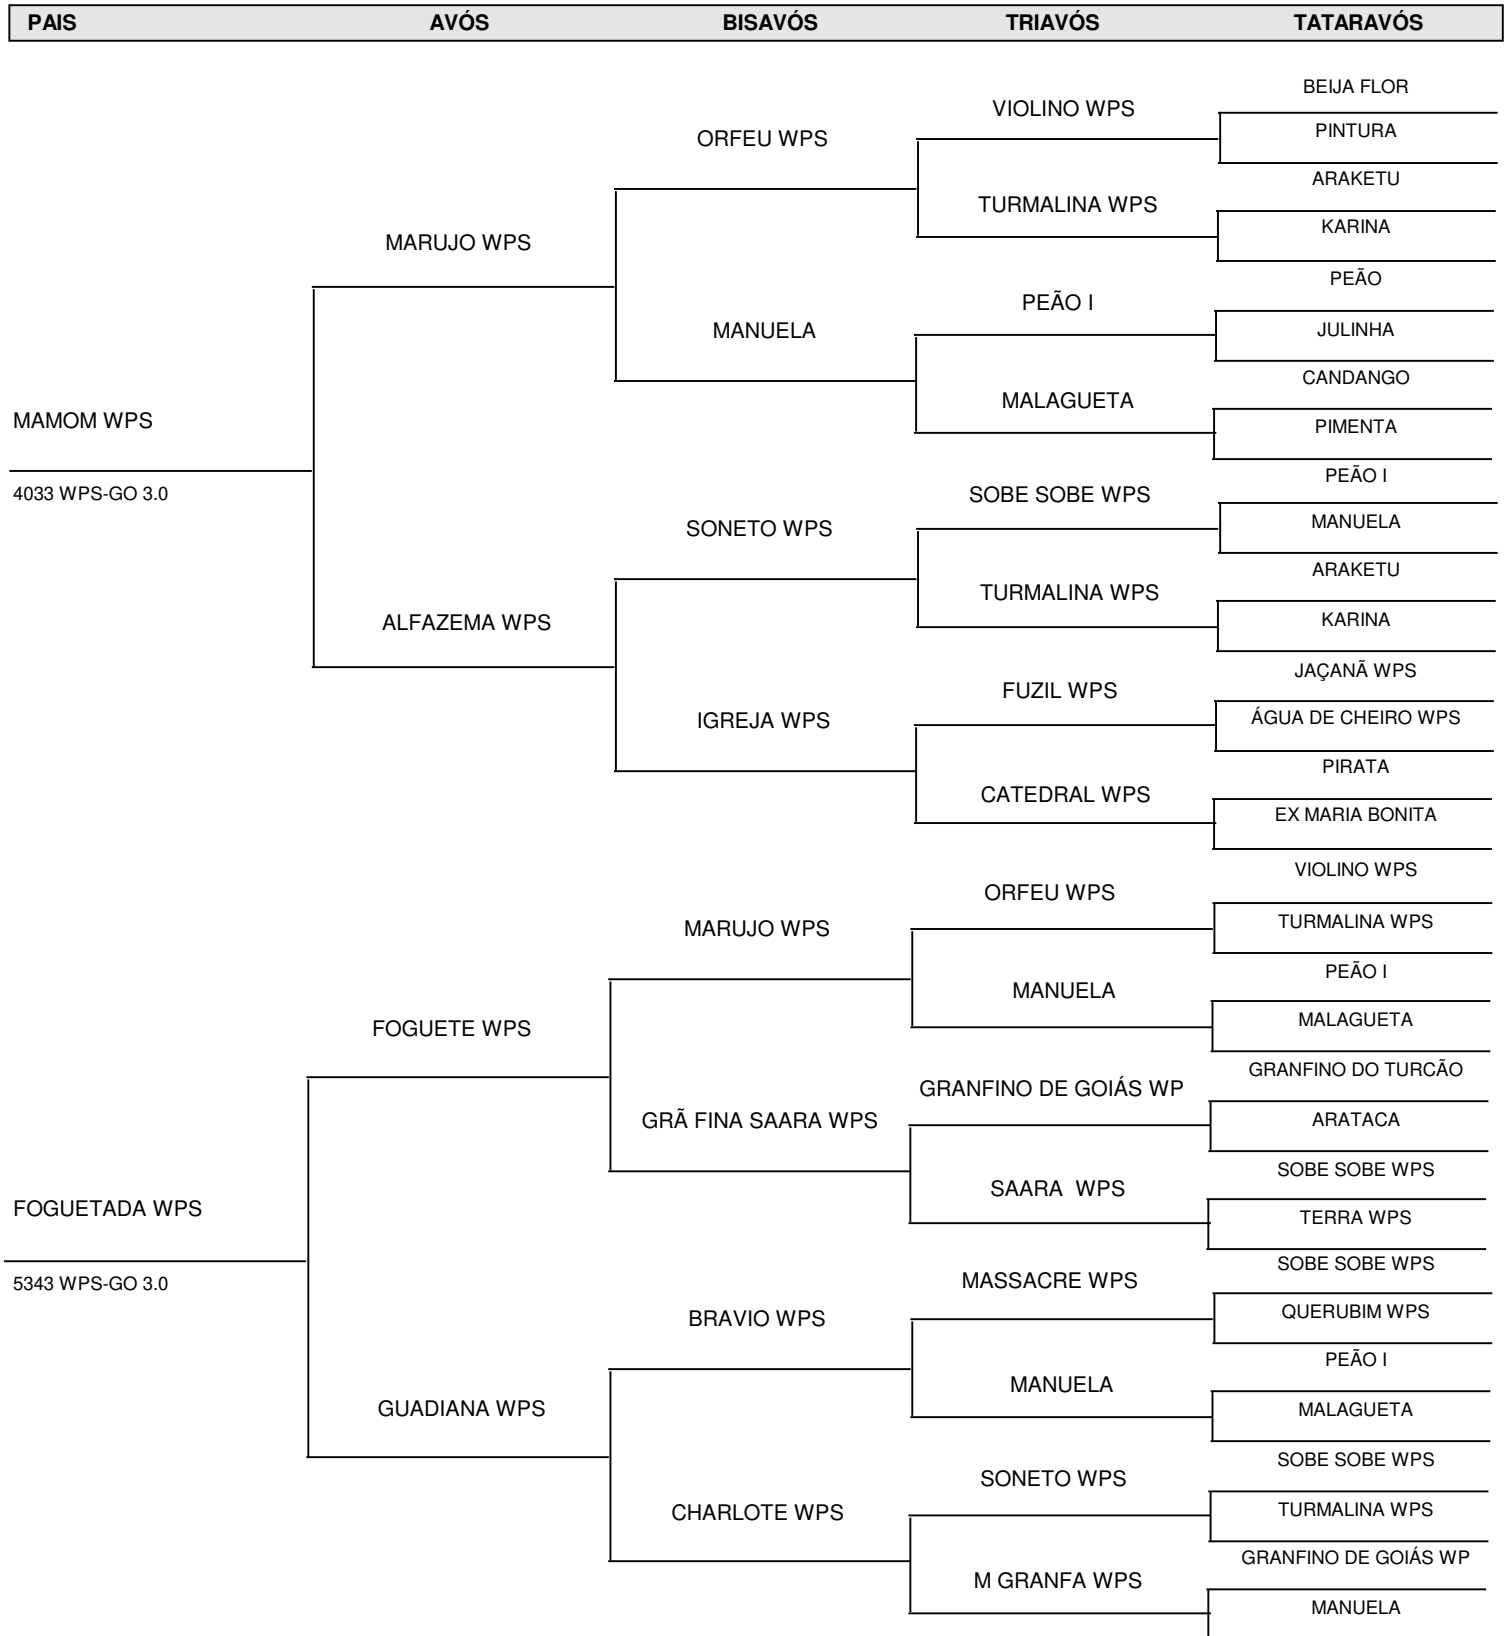 PAIS AVÓS BISAVÓS TRIAVÓS TATARAVÓS
BEIJA FLOR
VIOLINO WPS
PINTURA
ORFEU WPS
ARAKETU
TURMALINA WPS
KARINA
MARUJO WPS
PEÃO
PEÃO I
JULINHA
MANUELA
CANDANGO
MALAGUETA
PIMENTA
MAMOM WPS
4033 WPS-GO 3.0
PEÃO I
SOBE SOBE WPS
MANUELA
SONETO WPS
ARAKETU
TURMALINA WPS
KARINA
ALFAZEMA WPS
JAÇANÃ WPS
FUZIL WPS
ÁGUA DE CHEIRO WPS
IGREJA WPS
PIRATA
CATEDRAL WPS
EX MARIA BONITA
VIOLINO WPS
ORFEU WPS
TURMALINA WPS
MARUJO WPS
PEÃO I
MANUELA
MALAGUETA
FOGUETE WPS
GRANFINO DO TURCÃO
GRANFINO DE GOIÁS WP
ARATACA
GRÃ FINA SAARA WPS
SOBE SOBE WPS
SAARA  WPS
TERRA WPS
FOGUETADA WPS
5343 WPS-GO 3.0
SOBE SOBE WPS
MASSACRE WPS
QUERUBIM WPS
BRAVIO WPS
PEÃO I
MANUELA
MALAGUETA
GUADIANA WPS
SOBE SOBE WPS
SONETO WPS
TURMALINA WPS
CHARLOTE WPS
GRANFINO DE GOIÁS WP
M GRANFA WPS
MANUELA